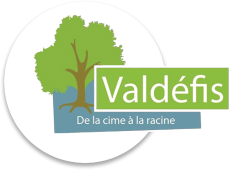 Valdéfis
De la cime à la racine